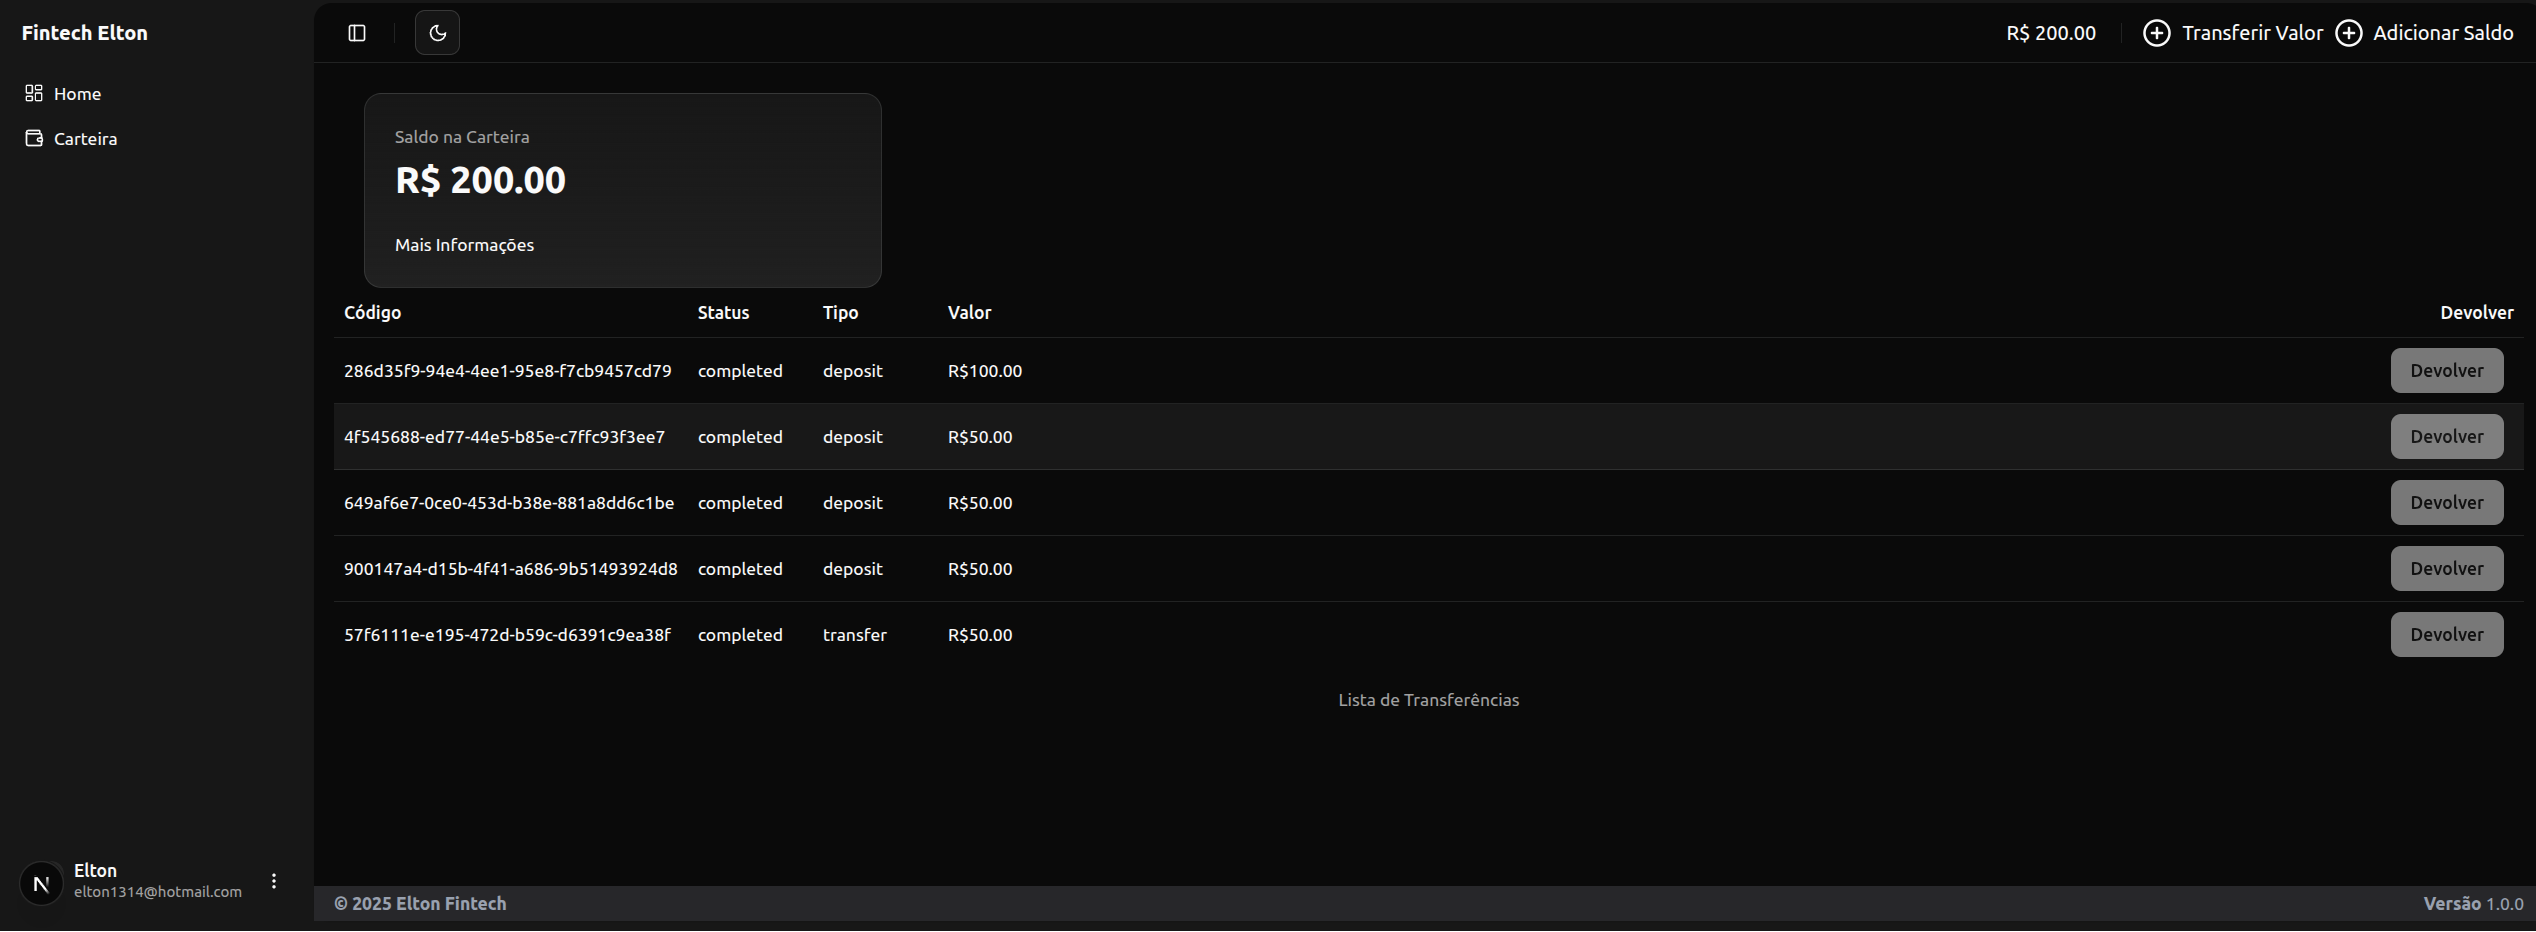 Fintech Elton
Home
Carteira
R$ 200.00
Transferir Valor
Adicionar Saldo
Saldo na Carteira
R$ 200.00
Mais Informações
Código Status Tipo Valor Devolver
286d35f9-94e4-4ee1-95e8-f7cb9457cd79 completed deposit R$100.00 Devolver
4f545688-ed77-44e5-b85e-c7ffc93f3ee7 completed deposit R$50.00 Devolver
649af6e7-0ce0-453d-b38e-881a8dd6c1be completed deposit R$50.00 Devolver
900147a4-d15b-4f41-a686-9b51493924d8 completed deposit R$50.00 Devolver
57f6111e-e195-472d-b59c-d6391c9ea38f completed transfer R$50.00 Devolver
Lista de Transferências
N
Elton
elton1314@hotmail.com
© 2025 Elton Fintech
Versão 1.0.0